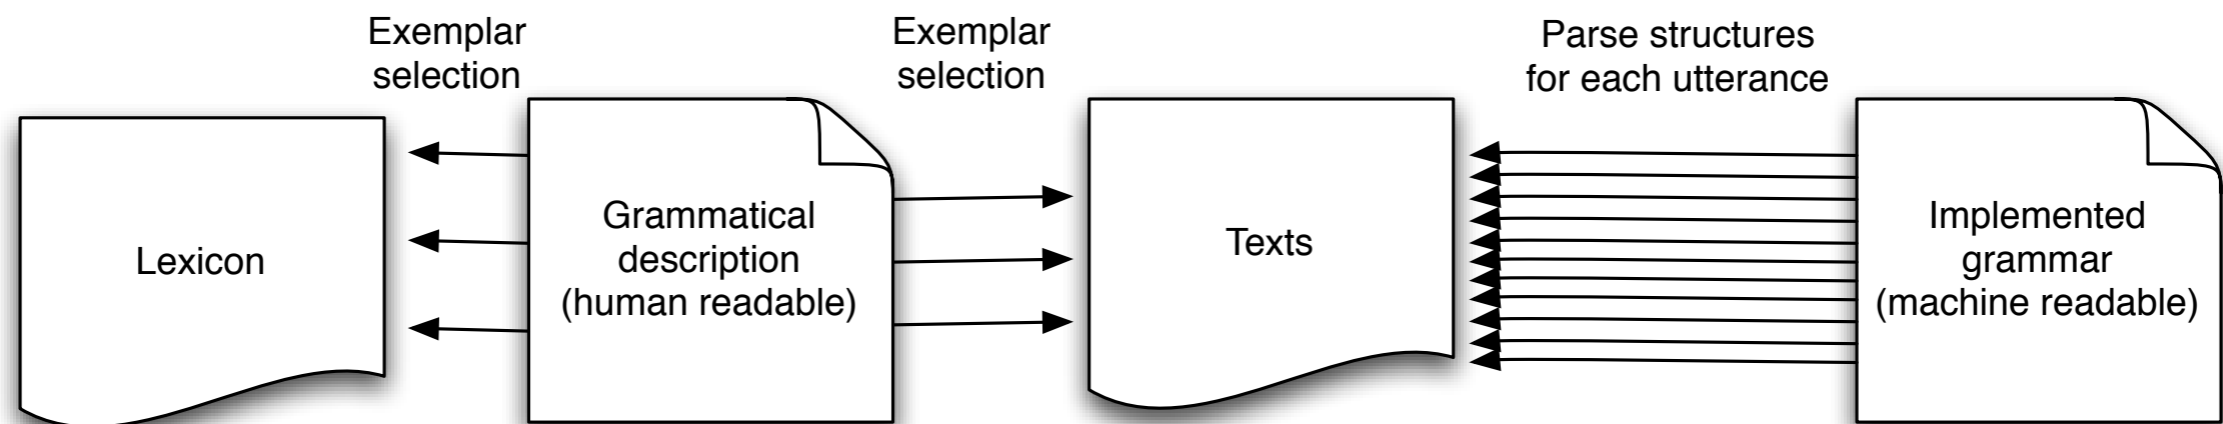 Exemplar
selection
Exemplar
selection
Parse structures
for each utterance
Lexicon
Grammatical
description
(human readable)
Texts
Implemented
grammar
(machine readable)